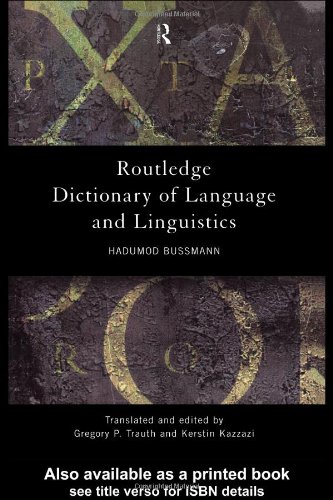 R
XA
P T
Routledge
Dictionary of Language
and Linguistics
HADUMOD BUSSMANN
R O
Translated and edited by
Gregory P. Trauth and Kerstin Kazzazi
Also available as a printed book
see title verso for ISBN details